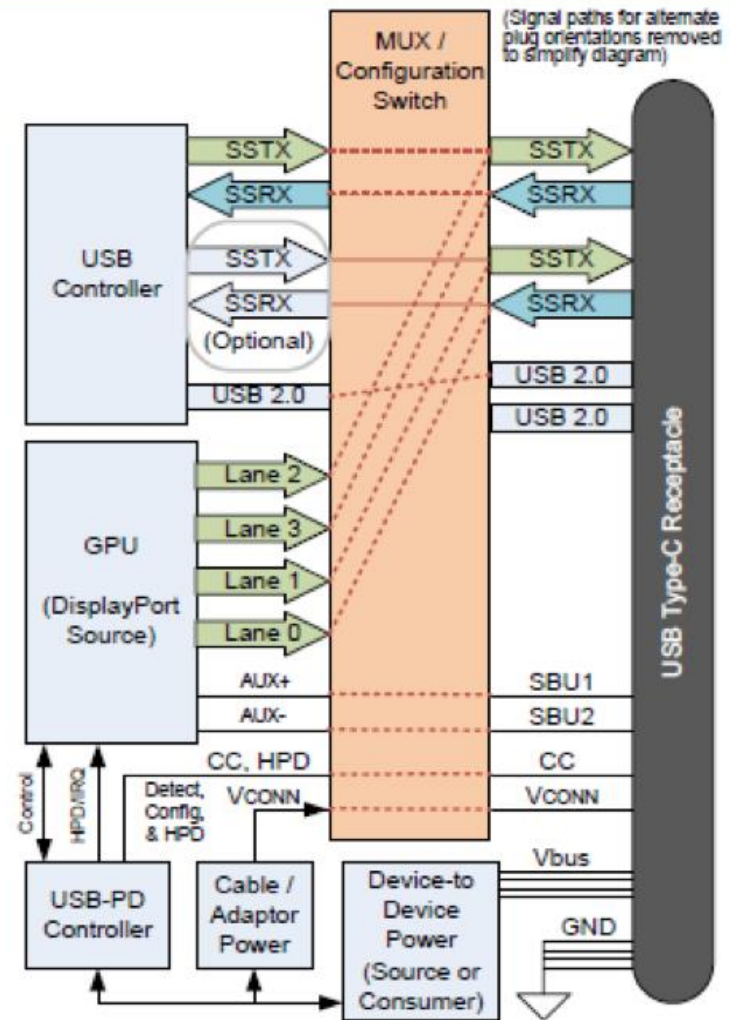 (Signal paths for alternate
plug orientations removed
to simplify diagram)
MUX /
Configuration
Switch
USB
Controller
SSTX
SSRX
SSTX
SSRX
(Optional)
USB 2.0
SSTX
SSRX
SSTX
SSRX
USB 2.0
USB 2.0
USB Type-C Receptacle
GPU
(DisplayPort
Source)
Lane 2
Lane 3
Lane 1
Lane 0
AUX+
AUX-
SBU1
SBU2
CC, HPD
CC
VCONN
VCONN
Control
HPD/IRQ
Detect,
Config,
& HPD
USB-PD
Controller
Cable /
Adaptor
Power
Device-to
Device
Power
(Source or
Consumer)
Vbus
GND